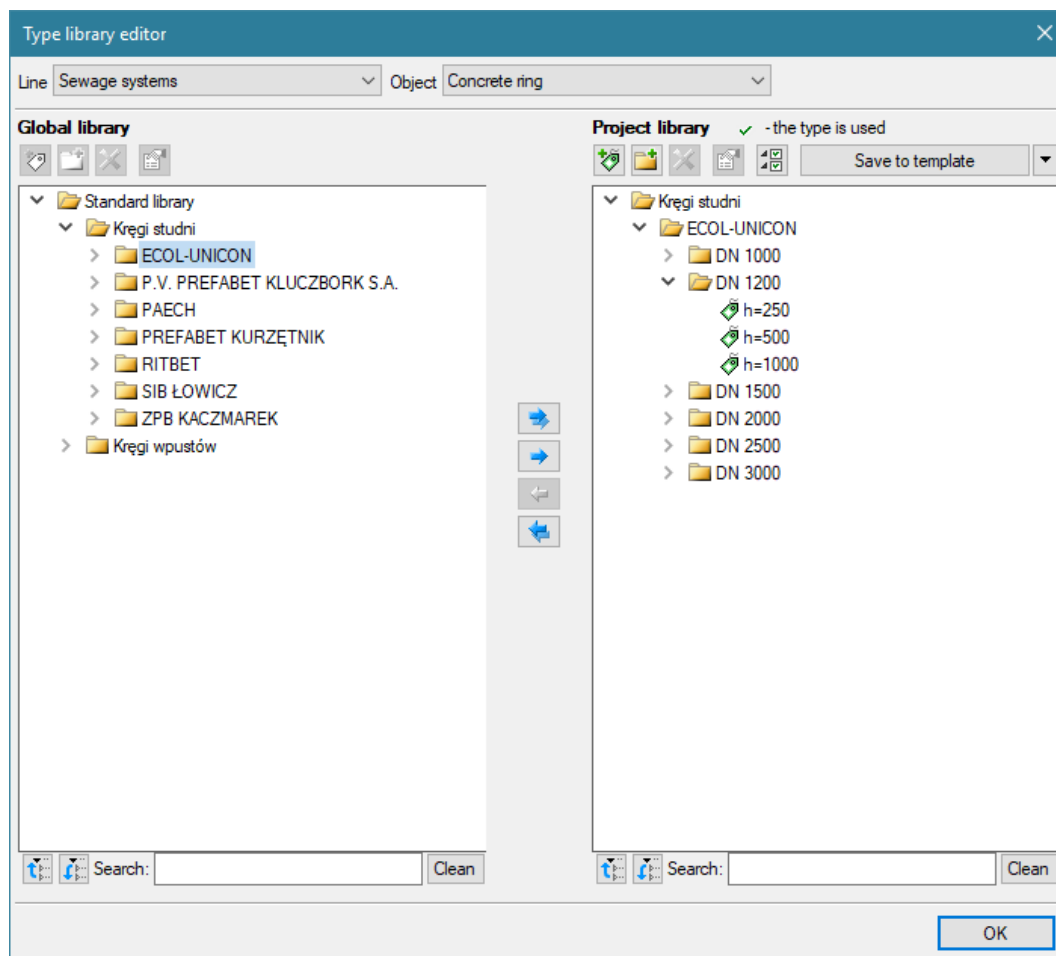 Type library editor
Line Sewage systems Object Concrete ring
Global library
Standard library
Kręgi studni
ECOL-UNICON
P.V. PREFABET KLUCZBORK S.A.
PAECH
PREFABET KURZĘTNIK
RITBET
SIB ŁOWICZ
ZPB KACZMAREK
Kręgi wpustów
Search: Clean
Project library - the type is used
Save to template
Kręgi studni
ECOL-UNICON
DN 1000
DN 1200
h=250
h=500
h=1000
DN 1500
DN 2000
DN 2500
DN 3000
Search: Clean
OK